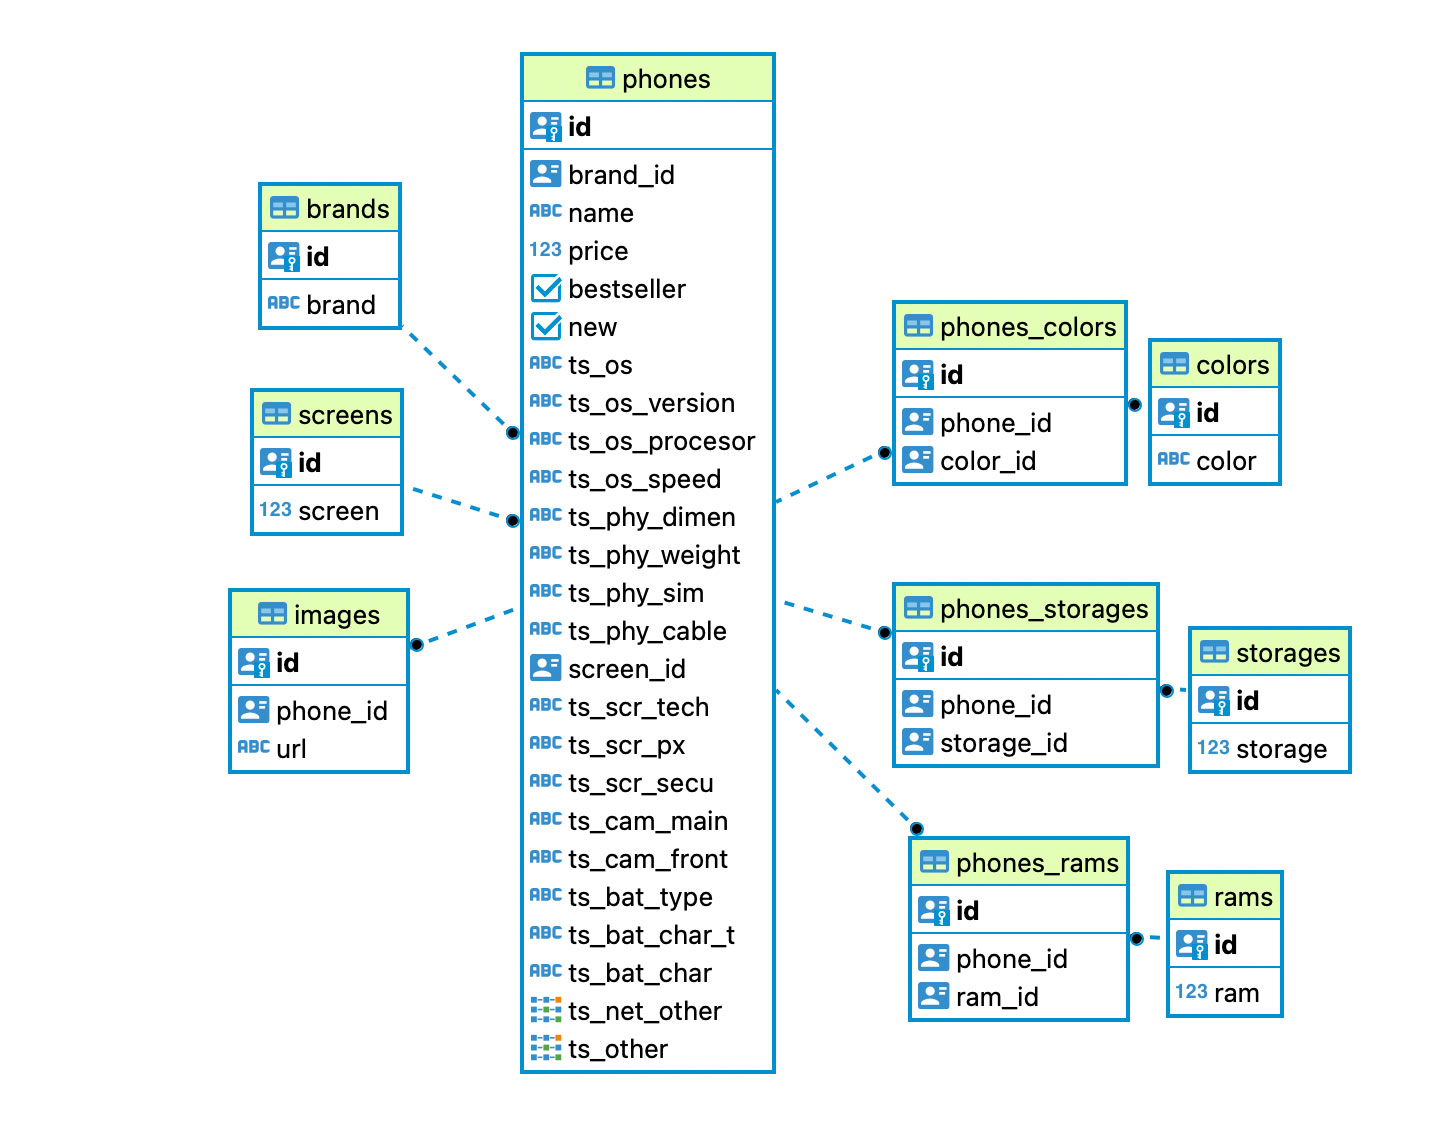 phones
id
brand_id
ABC name
123 price
bestseller
new
ABC ts_os
ABC ts_os_version
ABC ts_os_procesor
ABC ts_os_speed
ABC ts_phy_dimen
ABC ts_phy_weight
ABC ts_phy_sim
ABC ts_phy_cable
screen_id
ABC ts_scr_tech
ABC ts_scr_px
ABC ts_scr_secu
ABC ts_cam_main
ABC ts_cam_front
ABC ts_bat_type
ABC ts_bat_char_t
ABC ts_bat_char
ts_net_other
ts_other
brands
id
ABC brand
screens
id
123 screen
images
id
phone_id
ABC url
phones_colors
id
phone_id
color_id
colors
id
ABC color
phones_storages
id
phone_id
storage_id
storages
id
123 storage
phones_rams
id
phone_id
ram_id
rams
id
123 ram